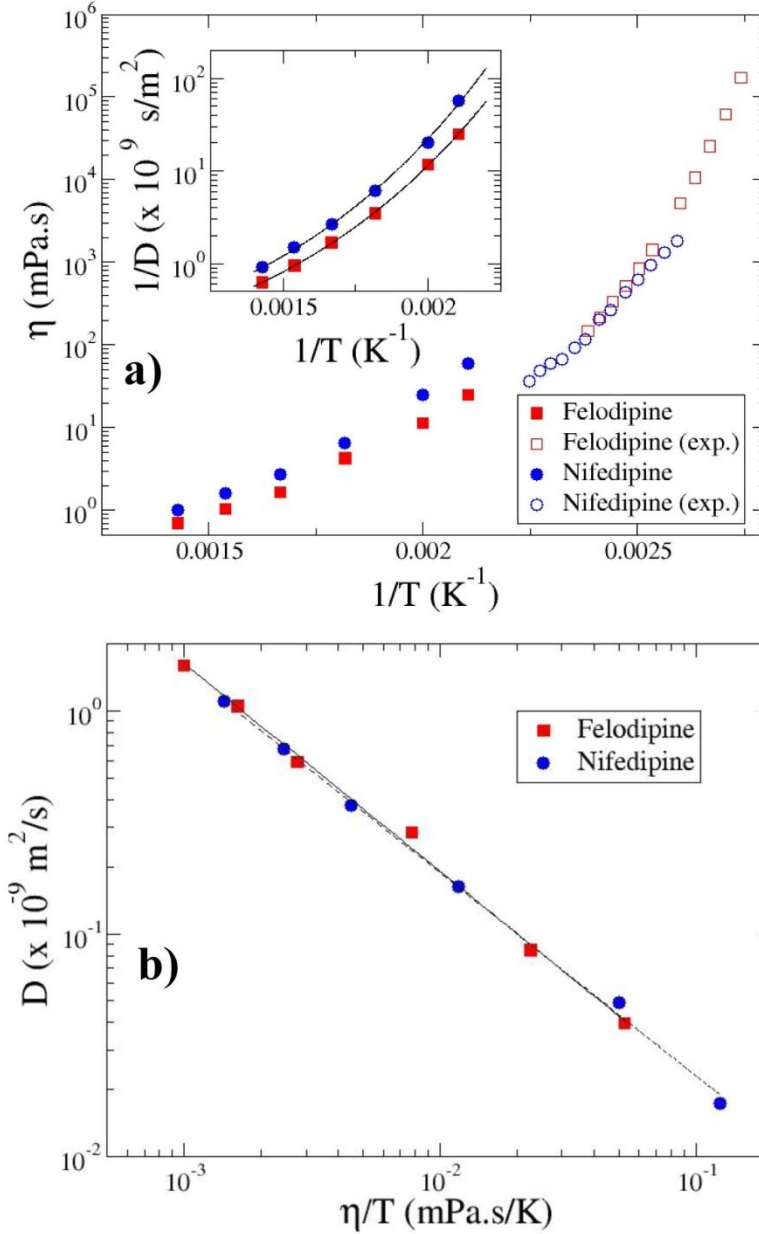 10^6
10^5
10^4
10^3
10^2
10^1
10^0
η (mPa.s)
10^2
10^1
10^0
1/D (x 10^9 s/m^2)
0.0015
0.002
1/T (K^-1)
a)
Felodipine
Felodipine (exp.)
Nifedipine
Nifedipine (exp.)
0.0015
0.002
0.0025
1/T (K^-1)
10^0
10^-1
10^-2
D (x 10^-9 m^2/s)
Felodipine
Nifedipine
b)
10^-3
10^-2
10^-1
η/T (mPa.s/K)